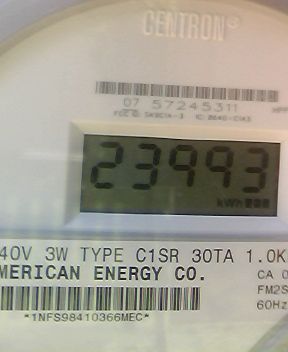 CENTRON®
07 57245311
23993
kWh
40V 3W TYPE C1SR 30TA 1.0K
MERICAN ENERGY CO.
CA 0
FM2S
60Hz
*1NFS98410366MEC*